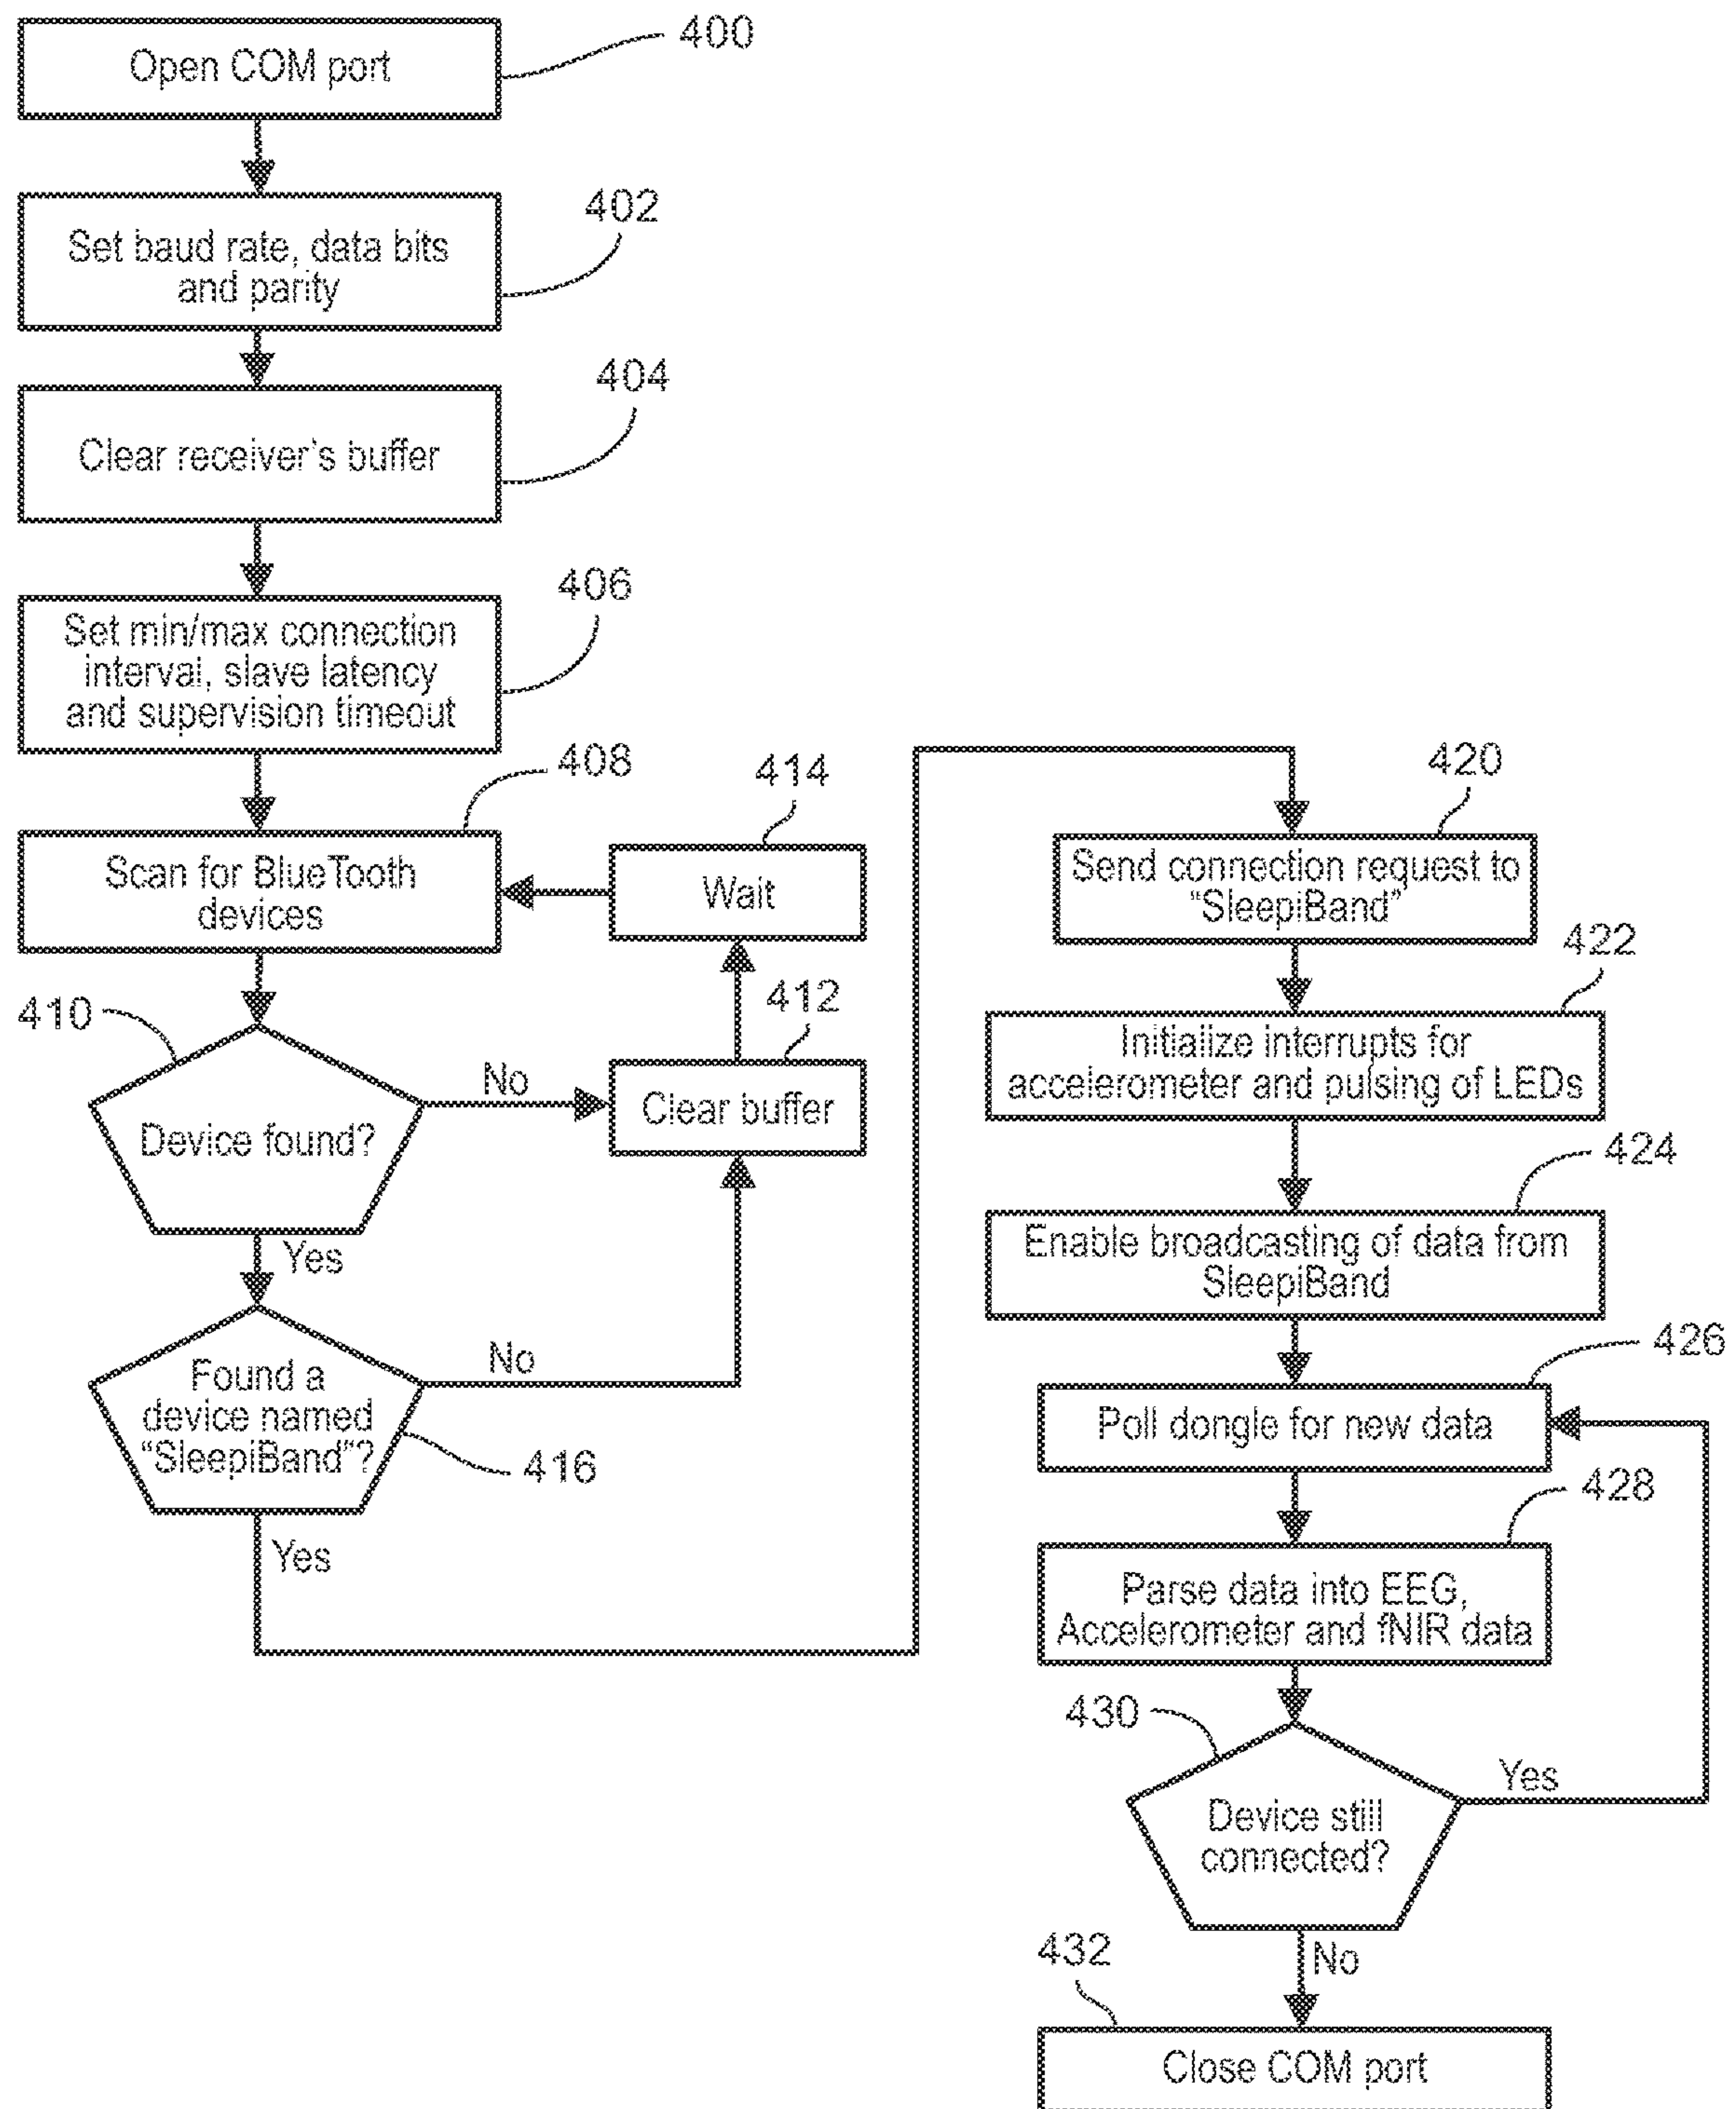 400
Open COM port
402
Set baud rate, data bits
and parity
404
Clear receiver's buffer
406
Set min/max connection
interval, slave latency
and supervision timeout
408
Scan for BlueTooth
devices
414
Wait
410
Device found?
No
412
Clear buffer
Yes
Found a
device named
"SleepiBand"?
No
416
Yes
420
Send connection request to
"SleepiBand"
422
Initialize interrupts for
accelerometer and pulsing of LEDs
424
Enable broadcasting of data from
SleepiBand
426
Poll dongle for new data
428
Parse data into EEG,
Accelerometer and fNIR data
430
Device still
connected?
Yes
No
432
Close COM port